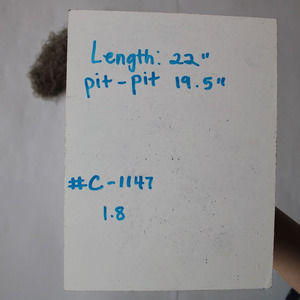 Length: 22"
pit-pit 19.5"
#C-1147
1.8